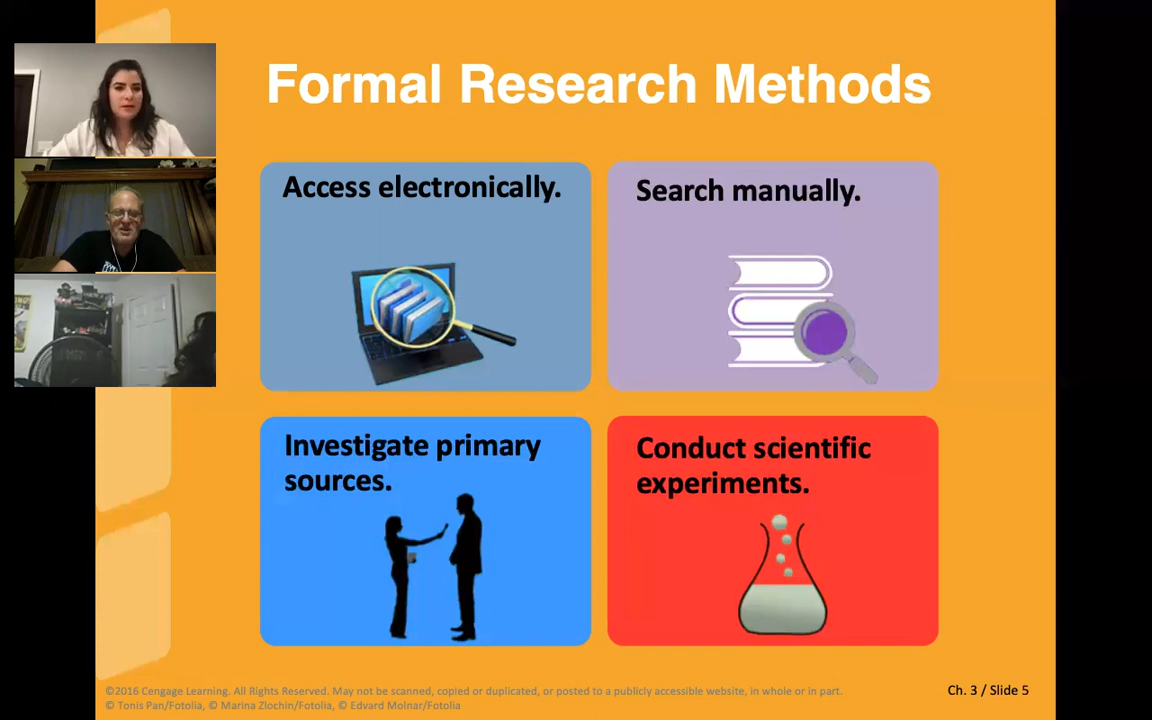 Formal Research Methods
Access electronically.
Search manually.
Investigate primary
sources.
Conduct scientific
experiments.
©2016 Cengage Learning. All Rights Reserved. May not be scanned, copied or duplicated, or posted to a publicly accessible website, in whole or in part.
© Tonis Pan/Fotolia, © Marina Zlochin/Fotolia, © Edvard Molnar/Fotolia
Ch. 3 / Slide 5